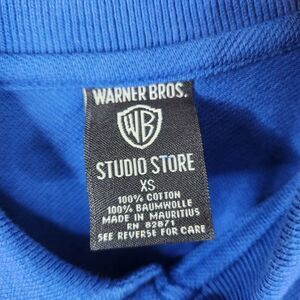 WARNER BROS.
WB
STUDIO STORE
XS
100% COTTON
100% BAUMWOLLE
MADE IN MAURITIUS
RN 82871
SEE REVERSE FOR CARE